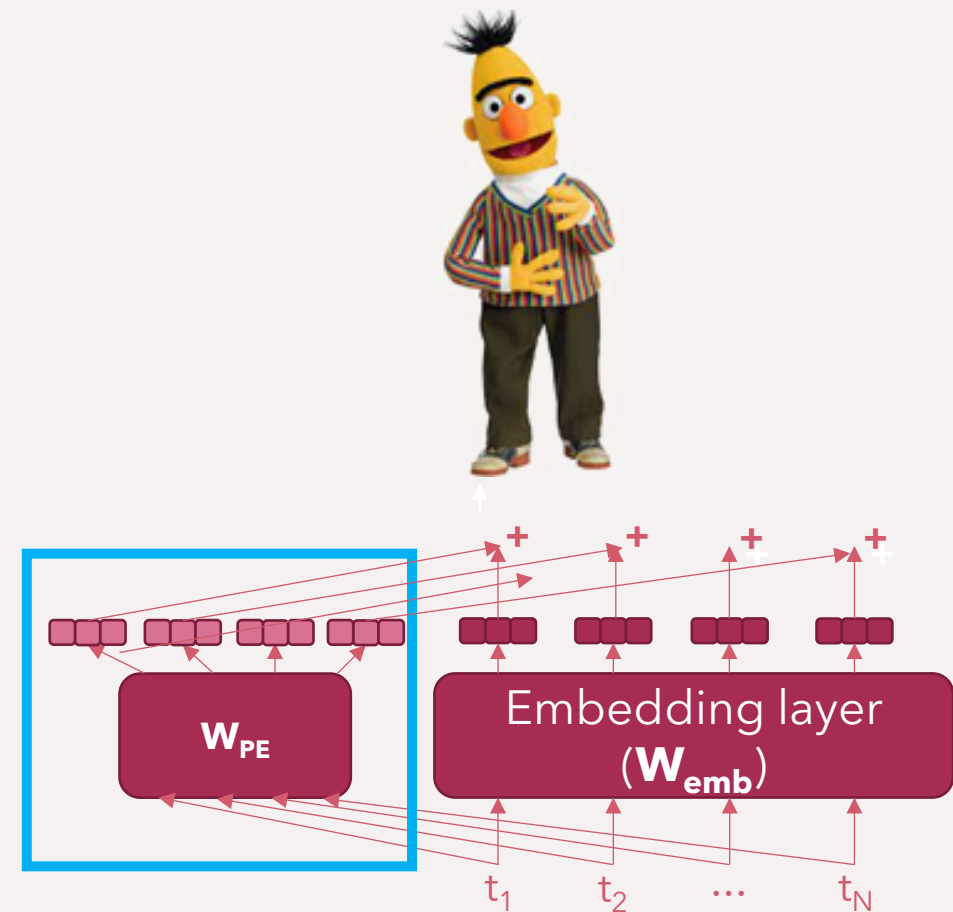 + + + +
+ +
W_PE
Embedding layer
(W_emb)
t_1 t_2 ... t_N